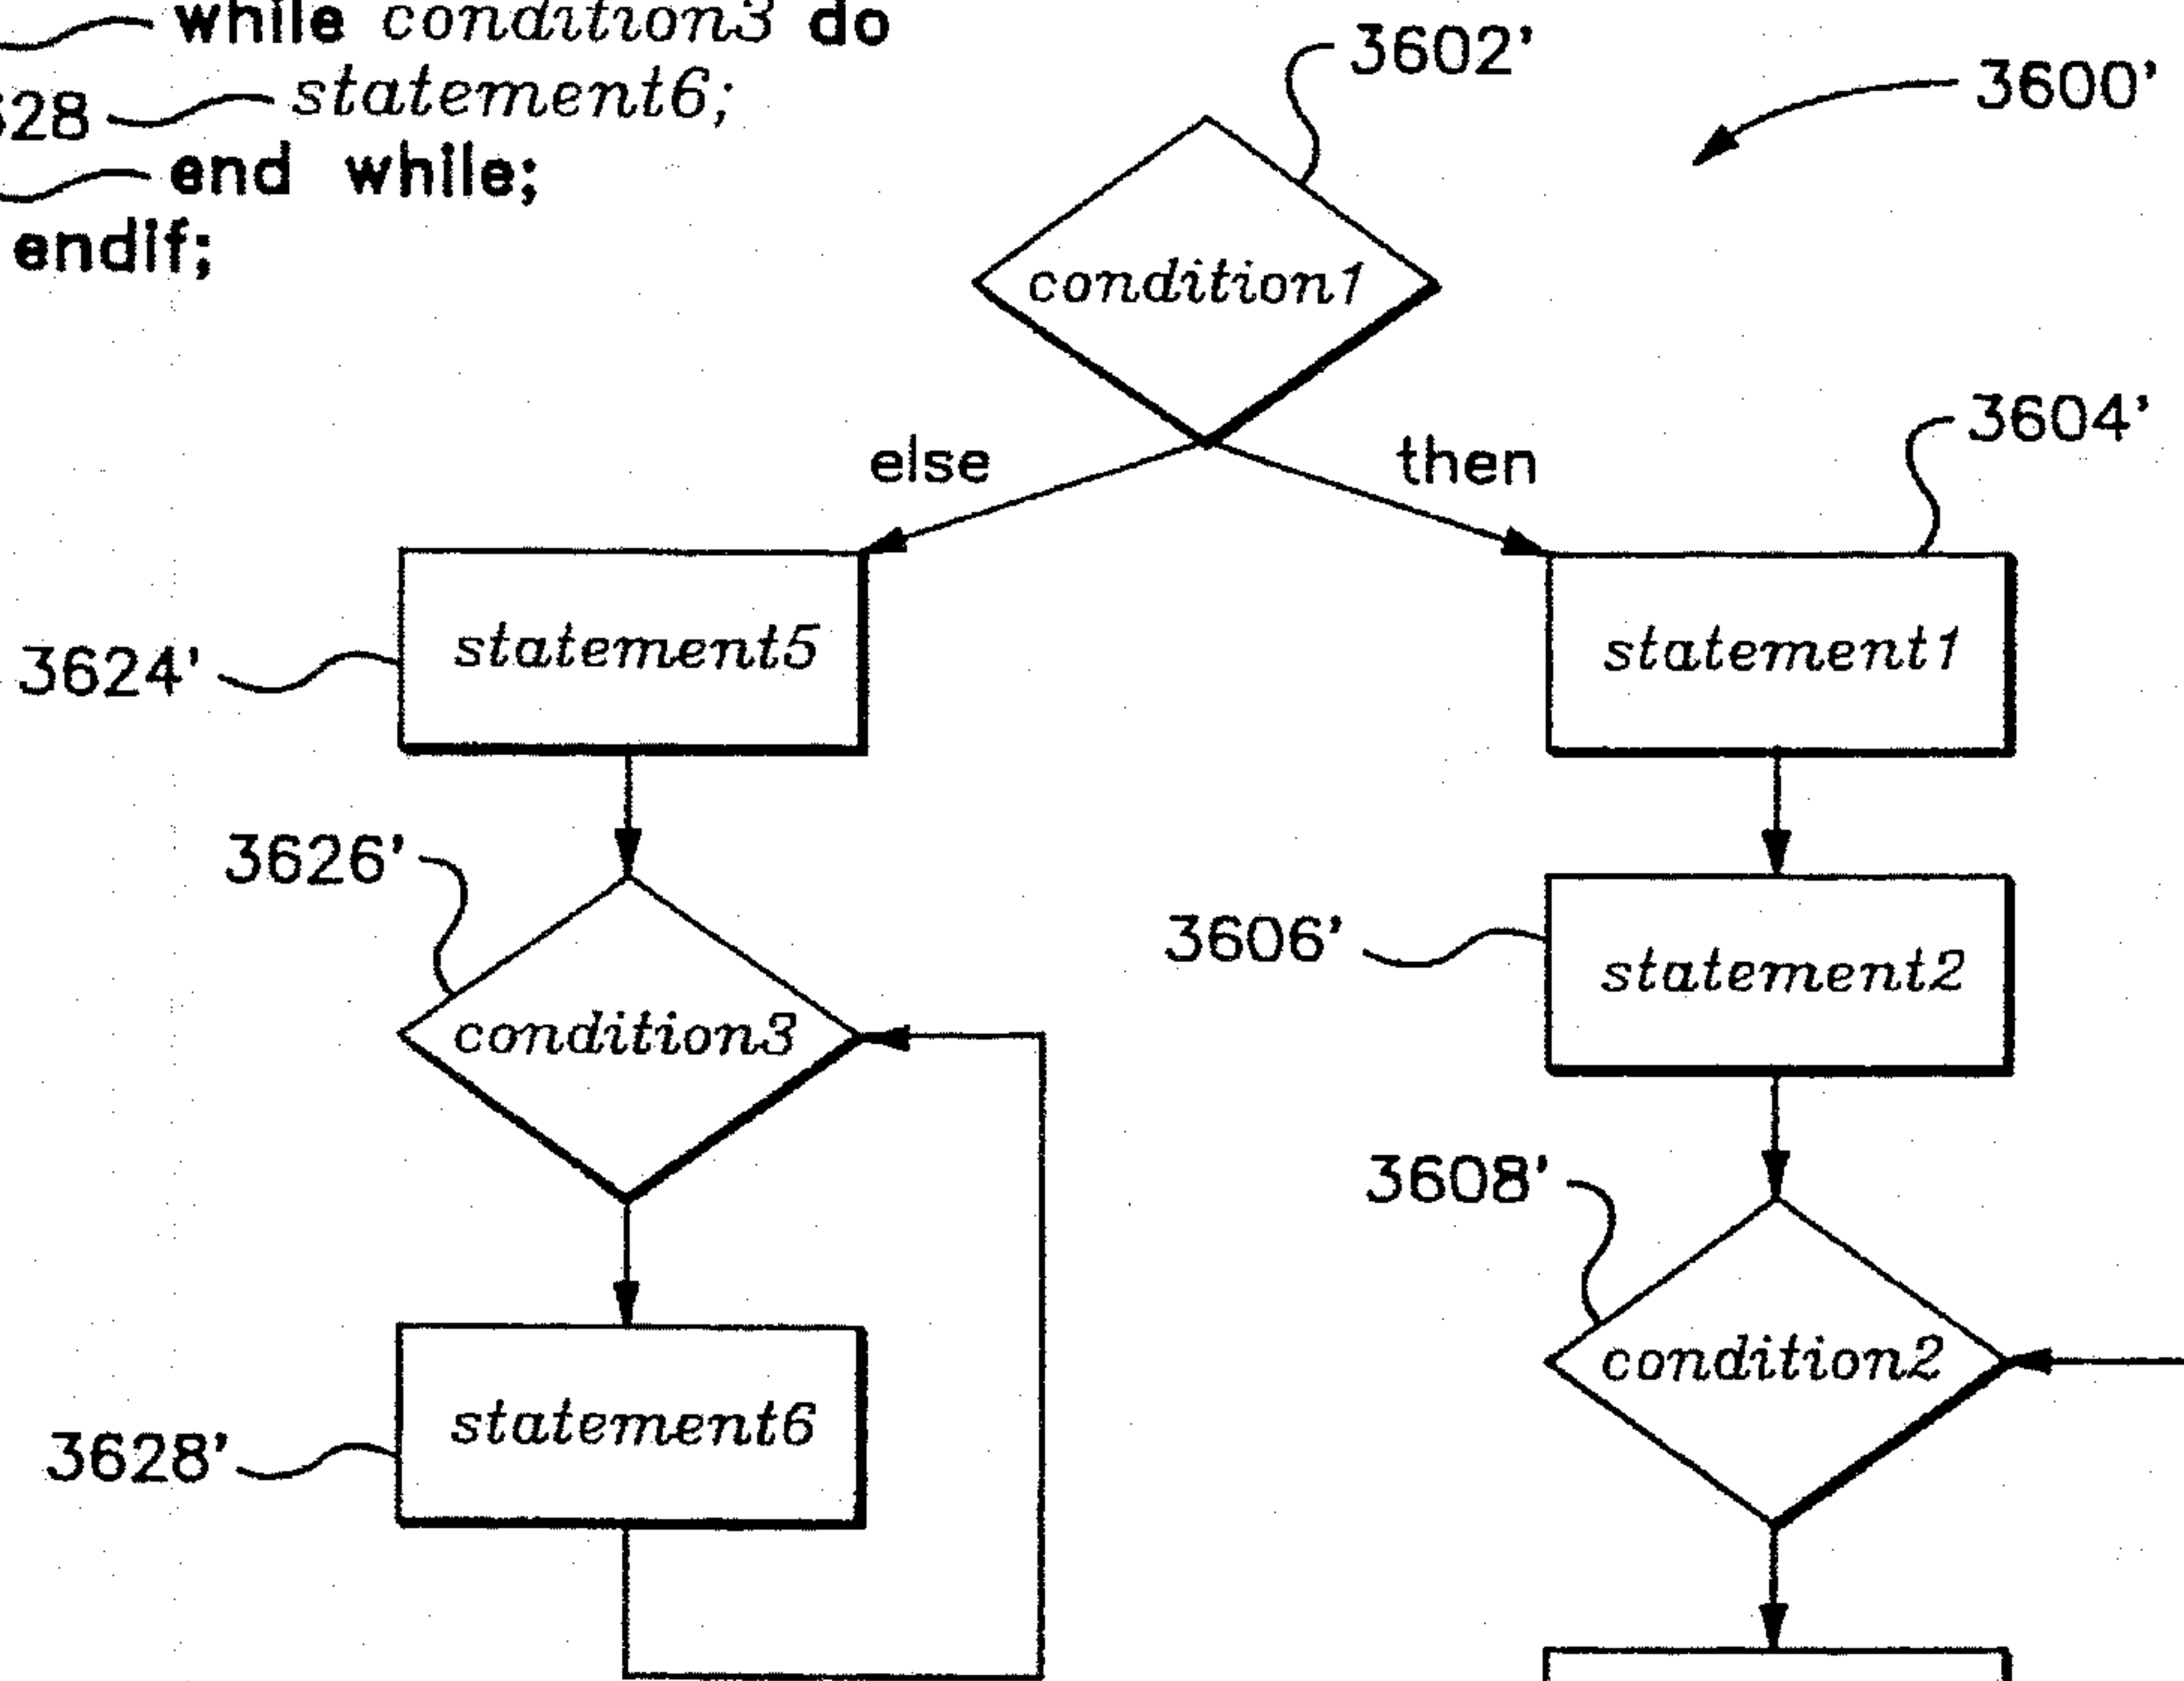 while condition3 do
28 statement6;
end while;
endif;
3602'
3600'
condition1
else
then
3604'
3624'
statement5
statement1
3626'
3606'
statement2
condition3
3608'
condition2
3628'
statement6